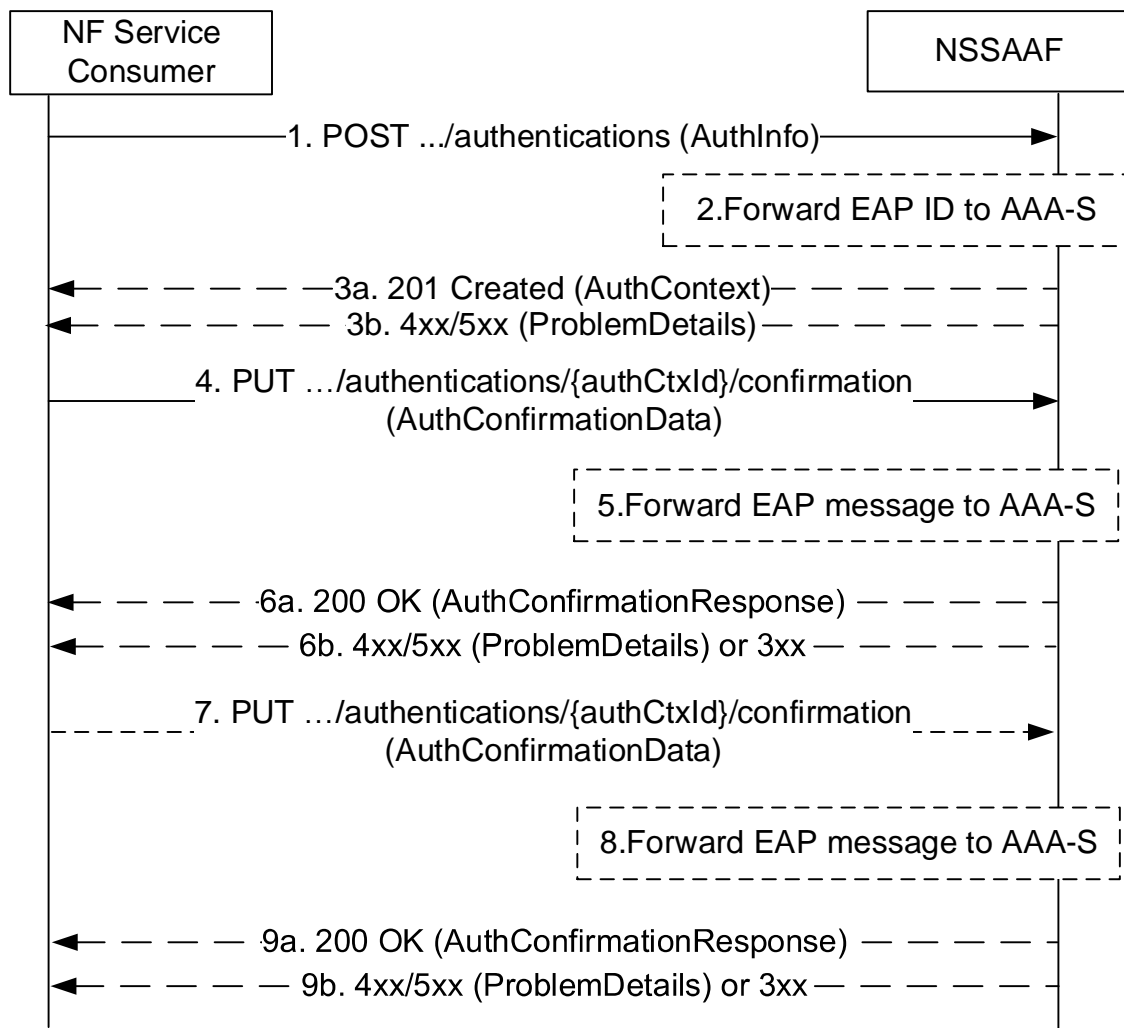 NF Service
Consumer
NSSAAF
1. POST .../authentications (AuthInfo)
2.Forward EAP ID to AAA-S
3a. 201 Created (AuthContext)
3b. 4xx/5xx (ProblemDetails)
4. PUT …/authentications/{authCtxId}/confirmation
(AuthConfirmationData)
5.Forward EAP message to AAA-S
6a. 200 OK (AuthConfirmationResponse)
6b. 4xx/5xx (ProblemDetails) or 3xx
7. PUT …/authentications/{authCtxId}/confirmation
(AuthConfirmationData)
8.Forward EAP message to AAA-S
9a. 200 OK (AuthConfirmationResponse)
9b. 4xx/5xx (ProblemDetails) or 3xx